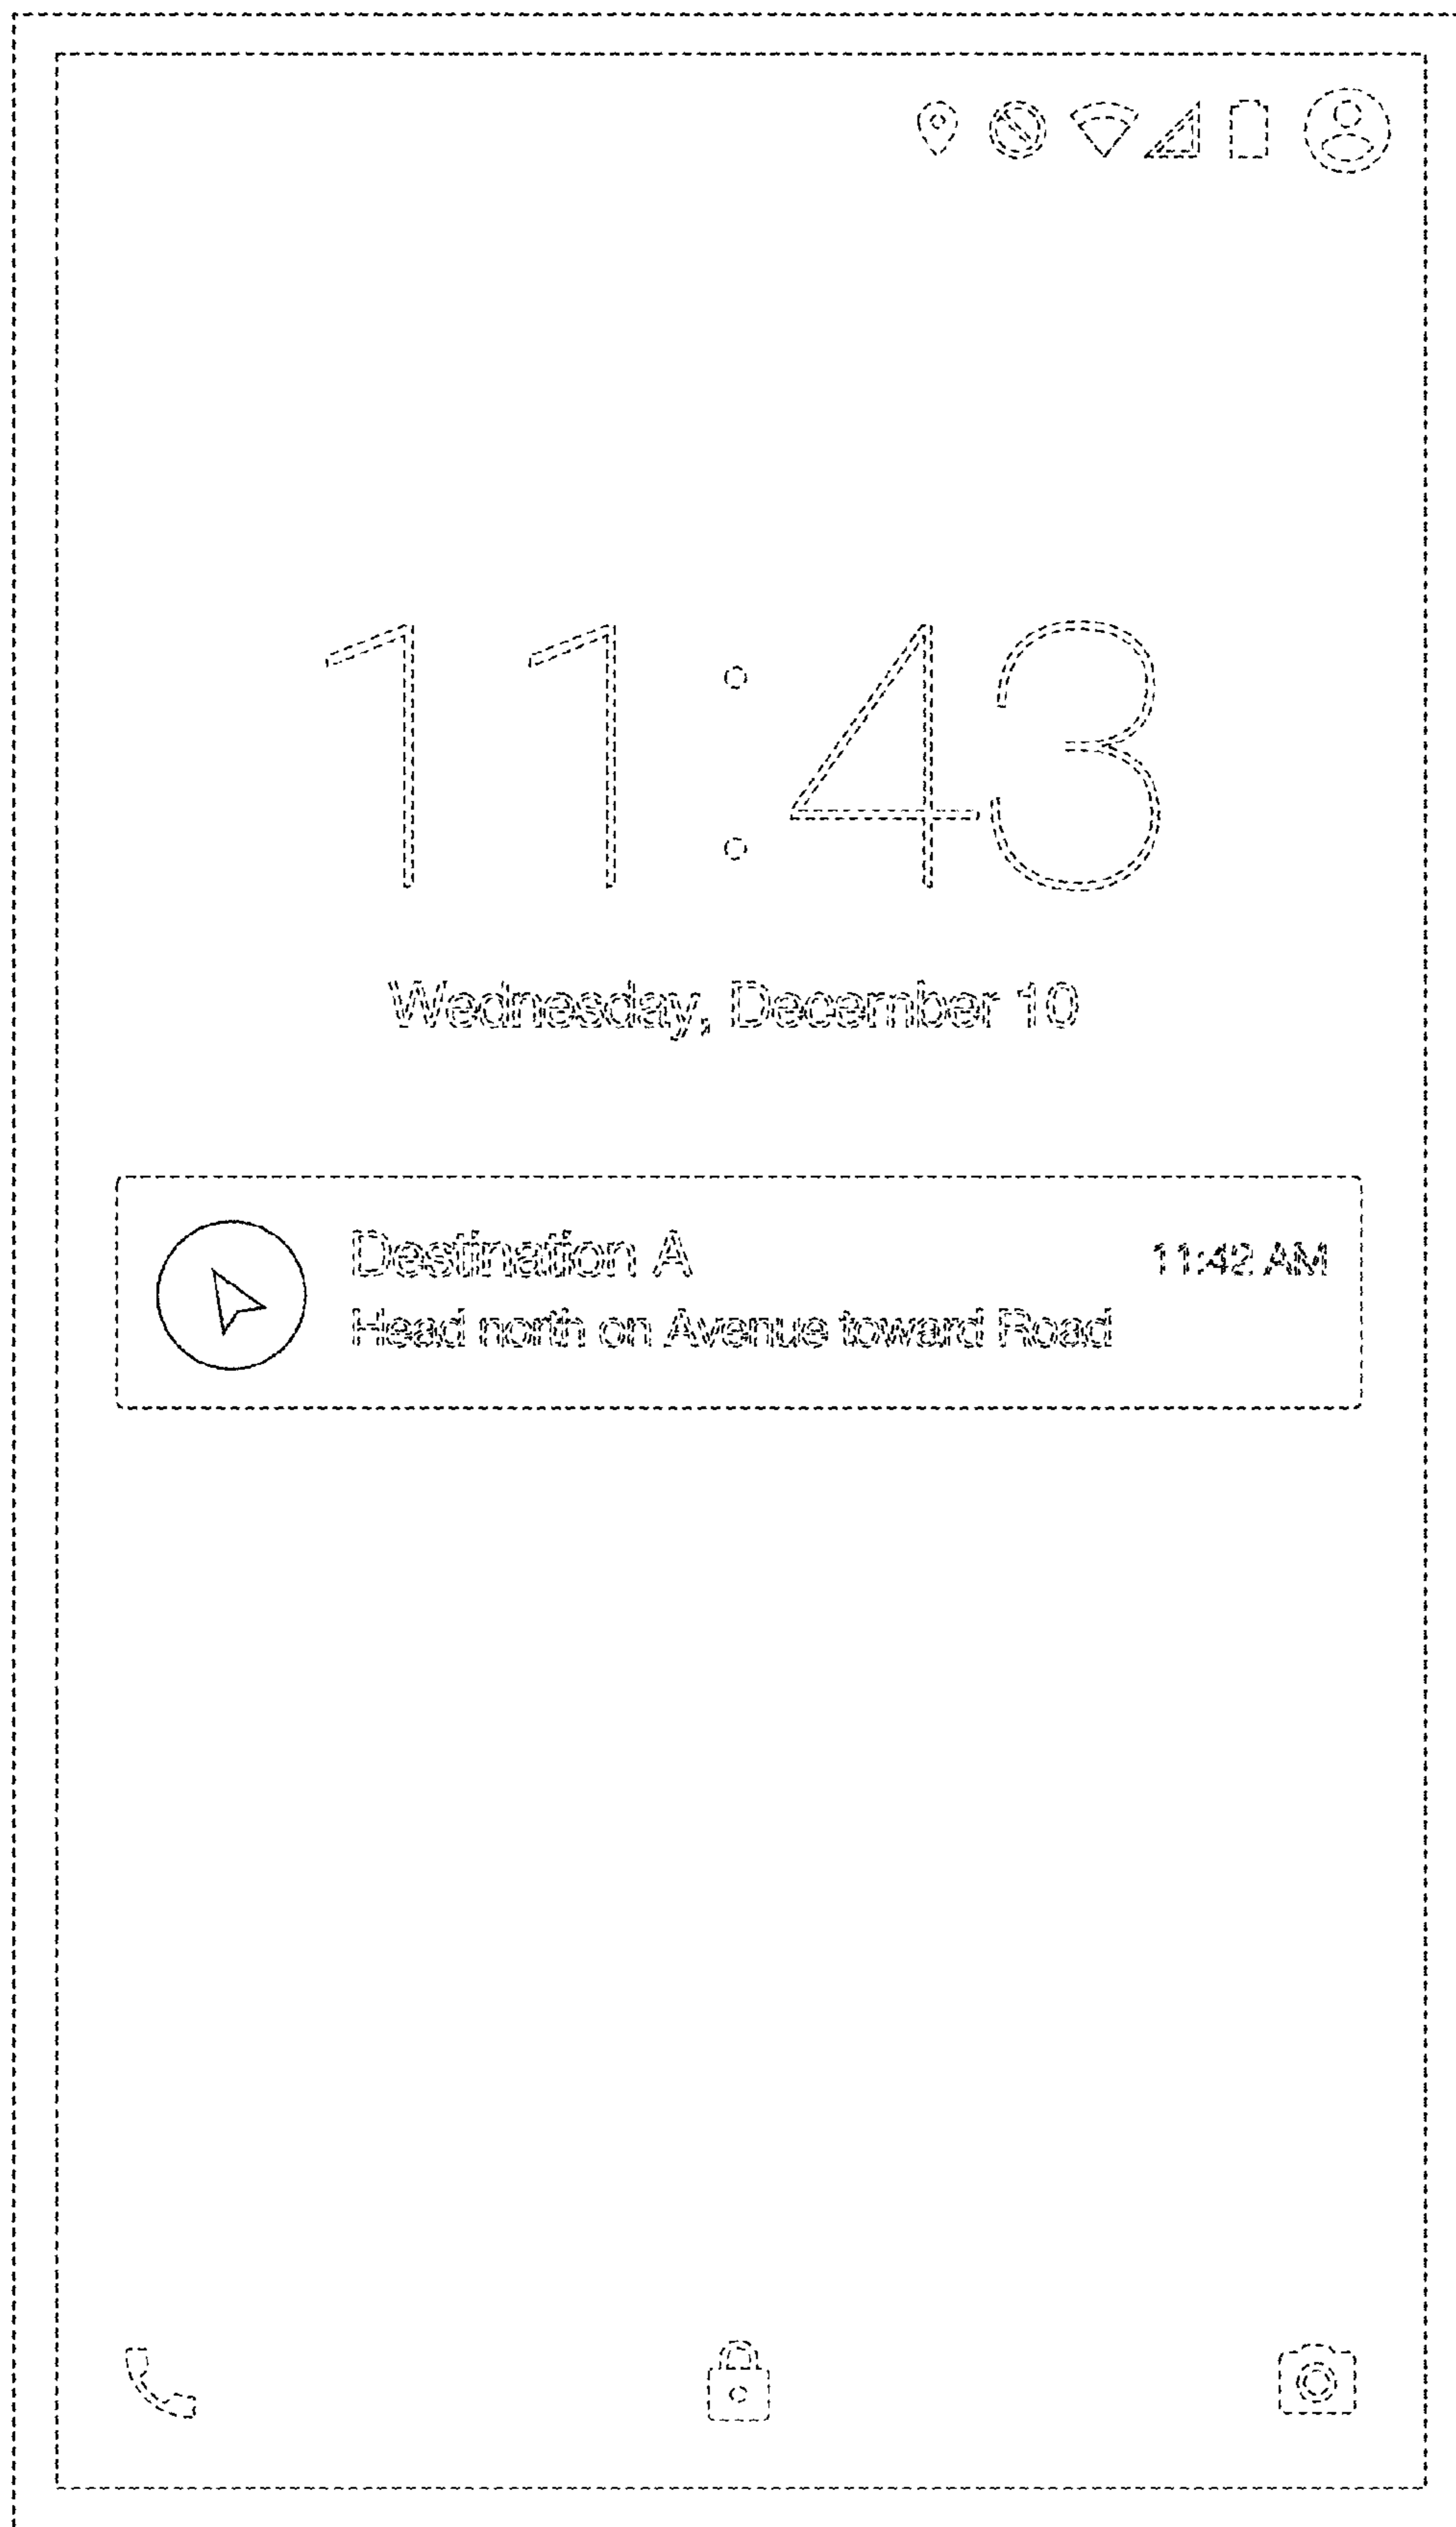 11:43
Wednesday, December 10
Destination A 11:42 AM
Head north on Avenue toward Road